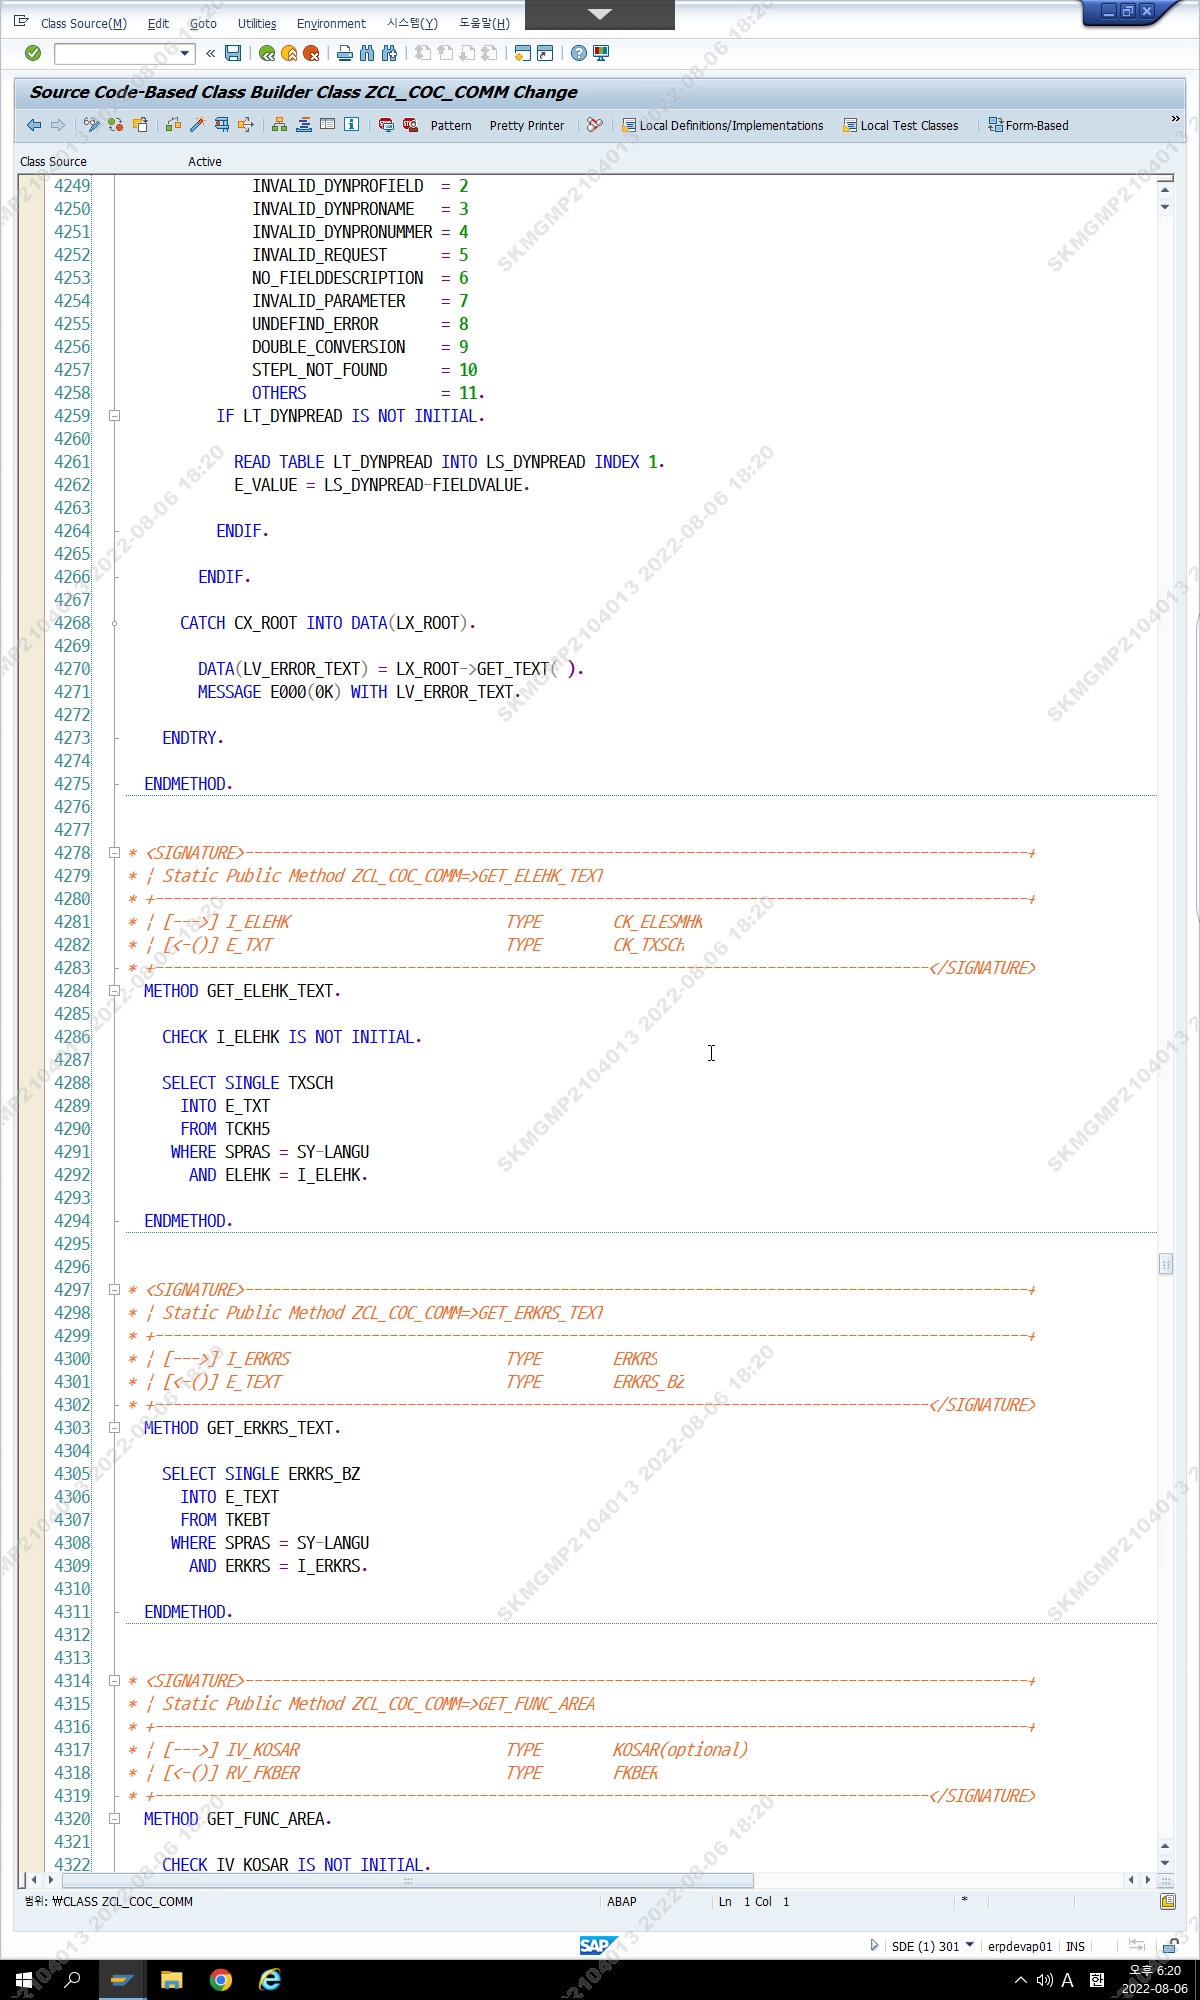 Class Source(M) Edit Goto Utilities Environment 시스템(Y) 도움말(H)
Source Code-Based Class Builder Class ZCL_COC_COMM Change
Pattern Pretty Printer Local Definitions/Implementations Local Test Classes Form-Based
Class Source Active
4249 INVALID_DYNPROFIELD = 2
4250 INVALID_DYNPRONAME = 3
4251 INVALID_DYNPRONUMMER = 4
4252 INVALID_REQUEST = 5
4253 NO_FIELDDESCRIPTION = 6
4254 INVALID_PARAMETER = 7
4255 UNDEFIND_ERROR = 8
4256 DOUBLE_CONVERSION = 9
4257 STEPL_NOT_FOUND = 10
4258 OTHERS = 11.
4259 IF LT_DYNPREAD IS NOT INITIAL.
4260
4261 READ TABLE LT_DYNPREAD INTO LS_DYNPREAD INDEX 1.
4262 E_VALUE = LS_DYNPREAD-FIELDVALUE.
4263
4264 ENDIF.
4265
4266 ENDIF.
4267
4268 CATCH CX_ROOT INTO DATA(LX_ROOT).
4269
4270 DATA(LV_ERROR_TEXT) = LX_ROOT->GET_TEXT( ).
4271 MESSAGE E000(0K) WITH LV_ERROR_TEXT.
4272
4273 ENDTRY.
4274
4275 ENDMETHOD.
4276
4277
4278 * <SIGNATURE>---------------------------------------------------------------------------------------+
4279 * | Static Public Method ZCL_COC_COMM=>GET_ELEHK_TEXT
4280 * +-------------------------------------------------------------------------------------------------+
4281 * | [--->] I_ELEHK TYPE CK_ELESMHK
4282 * | [<-()] E_TXT TYPE CK_TXSCH
4283 * +--------------------------------------------------------------------------------------</SIGNATURE>
4284 METHOD GET_ELEHK_TEXT.
4285
4286 CHECK I_ELEHK IS NOT INITIAL.
4287
4288 SELECT SINGLE TXSCH
4289 INTO E_TXT
4290 FROM TCKH5
4291 WHERE SPRAS = SY-LANGU
4292 AND ELEHK = I_ELEHK.
4293
4294 ENDMETHOD.
4295
4296
4297 * <SIGNATURE>---------------------------------------------------------------------------------------+
4298 * | Static Public Method ZCL_COC_COMM=>GET_ERKRS_TEXT
4299 * +-------------------------------------------------------------------------------------------------+
4300 * | [--->] I_ERKRS TYPE ERKRS
4301 * | [<-()] E_TEXT TYPE ERKRS_BZ
4302 * +--------------------------------------------------------------------------------------</SIGNATURE>
4303 METHOD GET_ERKRS_TEXT.
4304
4305 SELECT SINGLE ERKRS_BZ
4306 INTO E_TEXT
4307 FROM TKEBT
4308 WHERE SPRAS = SY-LANGU
4309 AND ERKRS = I_ERKRS.
4310
4311 ENDMETHOD.
4312
4313
4314 * <SIGNATURE>---------------------------------------------------------------------------------------+
4315 * | Static Public Method ZCL_COC_COMM=>GET_FUNC_AREA
4316 * +-------------------------------------------------------------------------------------------------+
4317 * | [--->] IV_KOSAR TYPE KOSAR(optional)
4318 * | [<-()] RV_FKBER TYPE FKBER
4319 * +--------------------------------------------------------------------------------------</SIGNATURE>
4320 METHOD GET_FUNC_AREA.
4321
4322 CHECK IV_KOSAR IS NOT INITIAL.
범위: ₩CLASS ZCL_COC_COMM ABAP Ln 1 Col 1 *
SAP SDE (1) 301 erpdevap01 INS
A 한 오후 6:20
2022-08-06
SKMGMP2104013 2022-08-06 18:20